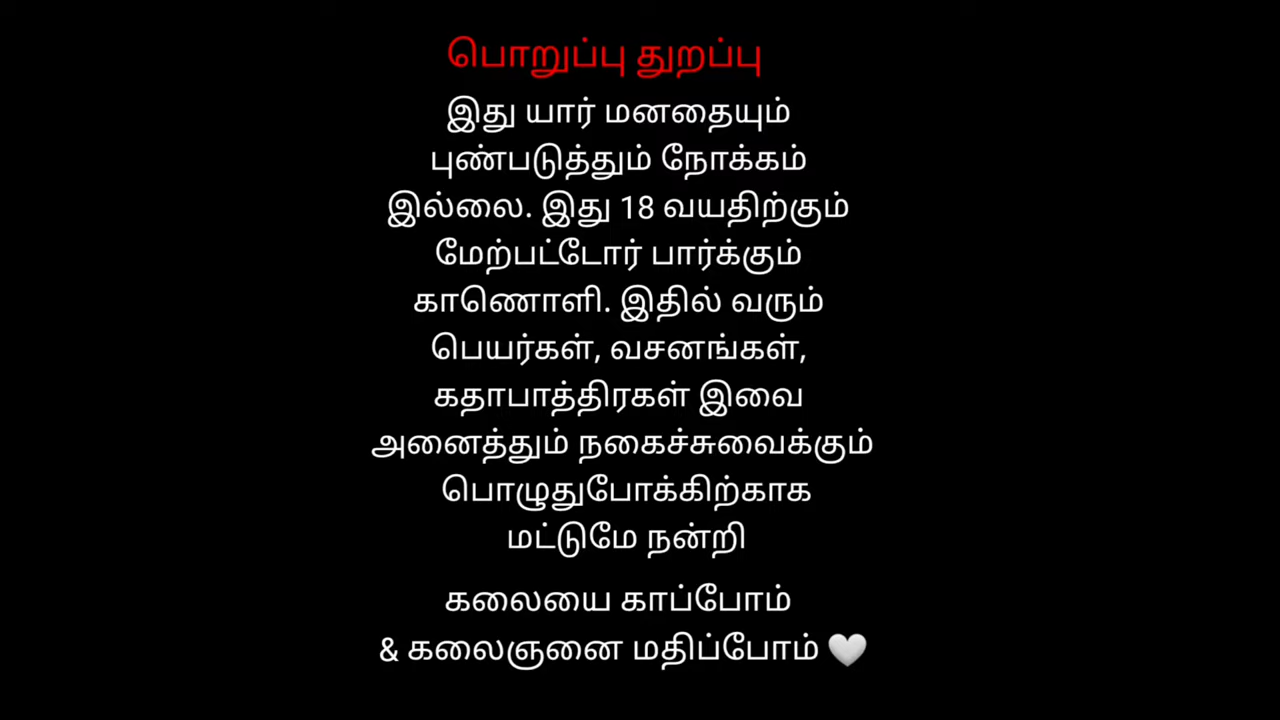 பொறுப்பு துறப்பு
இது யார் மனதையும்
புண்படுத்தும் நோக்கம்
இல்லை. இது 18 வயதிற்கும்
மேற்பட்டோர் பார்க்கும்
காணொளி. இதில் வரும்
பெயர்கள், வசனங்கள்,
கதாபாத்திரகள் இவை
அனைத்தும் நகைச்சுவைக்கும்
பொழுதுபோக்கிற்காக
மட்டுமே நன்றி
கலையை காப்போம்
& கலைஞனை மதிப்போம் 🤍